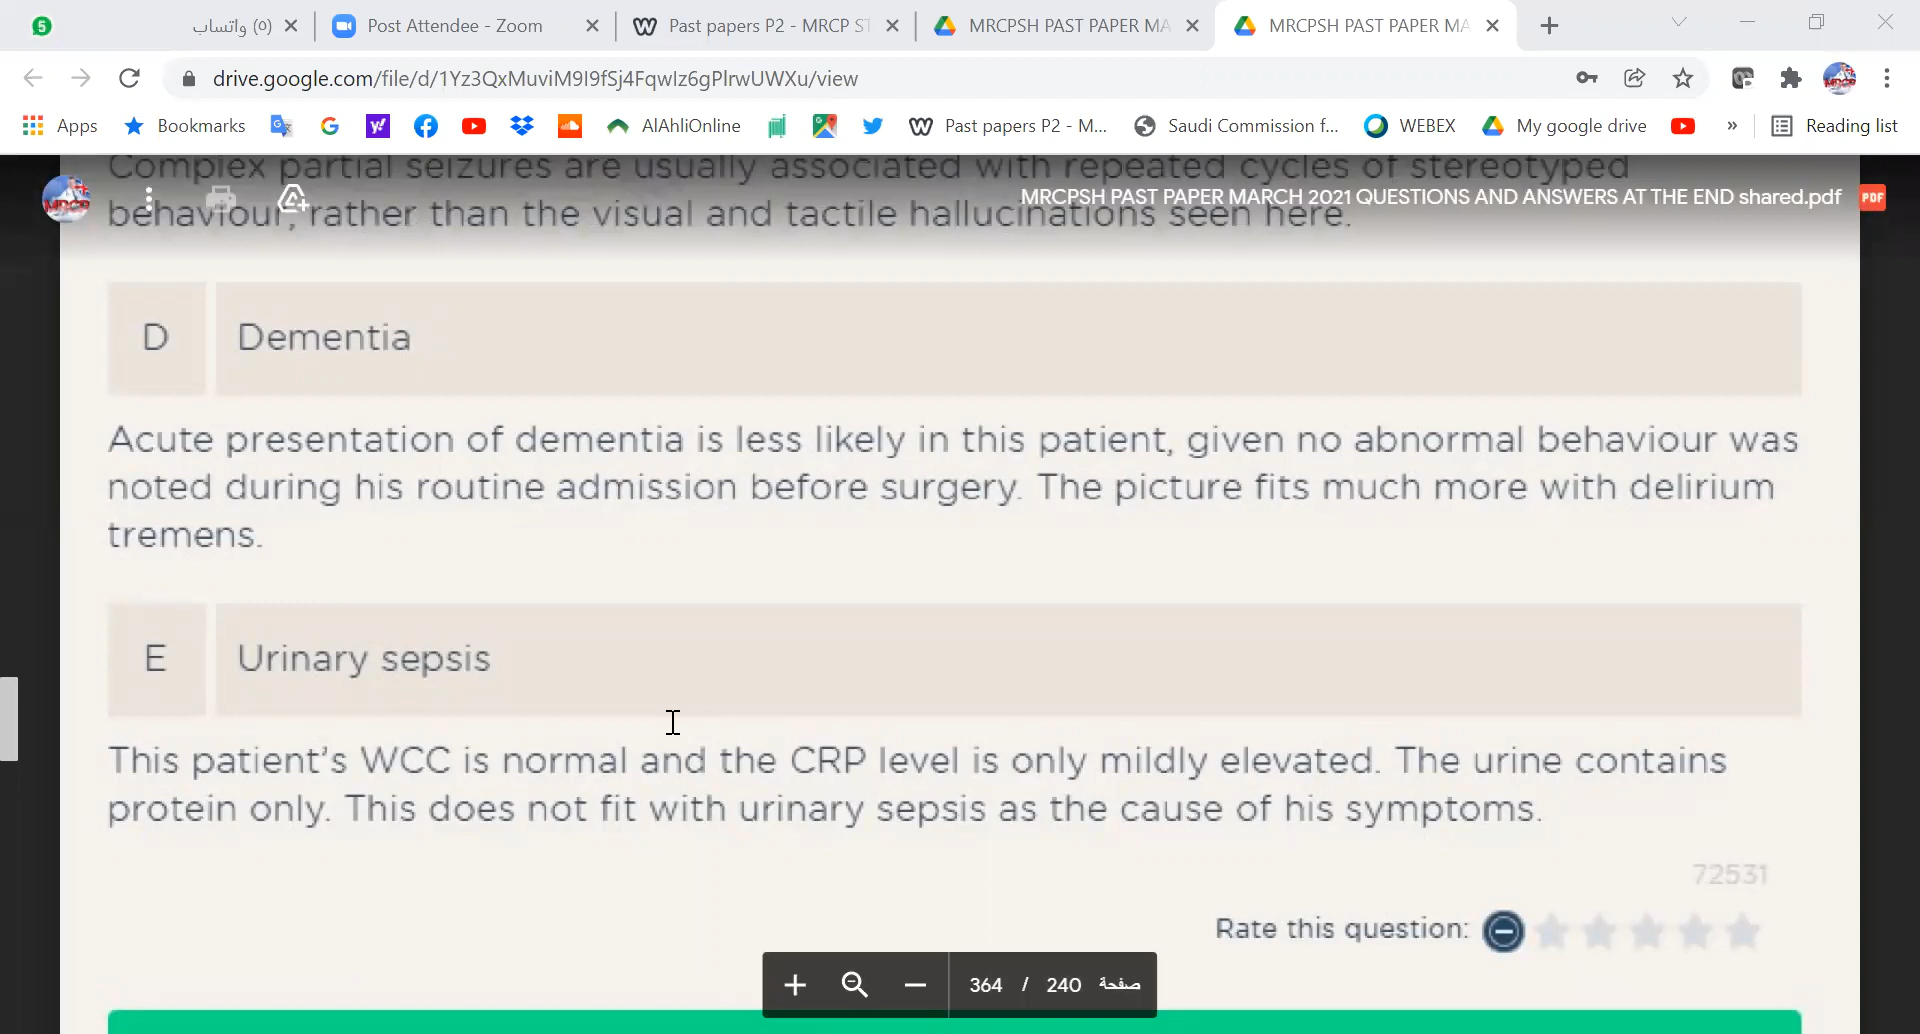 5
واتساب (٥)
Post Attendee - Zoom
Past papers P2 - MRCP ST
MRCPSH PAST PAPER MA
MRCPSH PAST PAPER MA
drive.google.com/file/d/1Yz3QxMuviM9I9fSj4FqwIz6gPlrwUWXu/view
Apps
Bookmarks
AlAhliOnline
Past papers P2 - M...
Saudi Commission f...
WEBEX
My google drive
»
Reading list
Complex partial seizures are usually associated with repeated cycles of stereotyped
MRCPSH PAST PAPER MARCH 2021 QUESTIONS AND ANSWERS AT THE END shared.pdf
PDF
behaviour, rather than the visual and tactile hallucinations seen here.
D
Dementia
Acute presentation of dementia is less likely in this patient, given no abnormal behaviour was
noted during his routine admission before surgery. The picture fits much more with delirium
tremens.
E
Urinary sepsis
This patient's WCC is normal and the CRP level is only mildly elevated. The urine contains
protein only. This does not fit with urinary sepsis as the cause of his symptoms.
72531
Rate this question:
364 / 240 صفحة